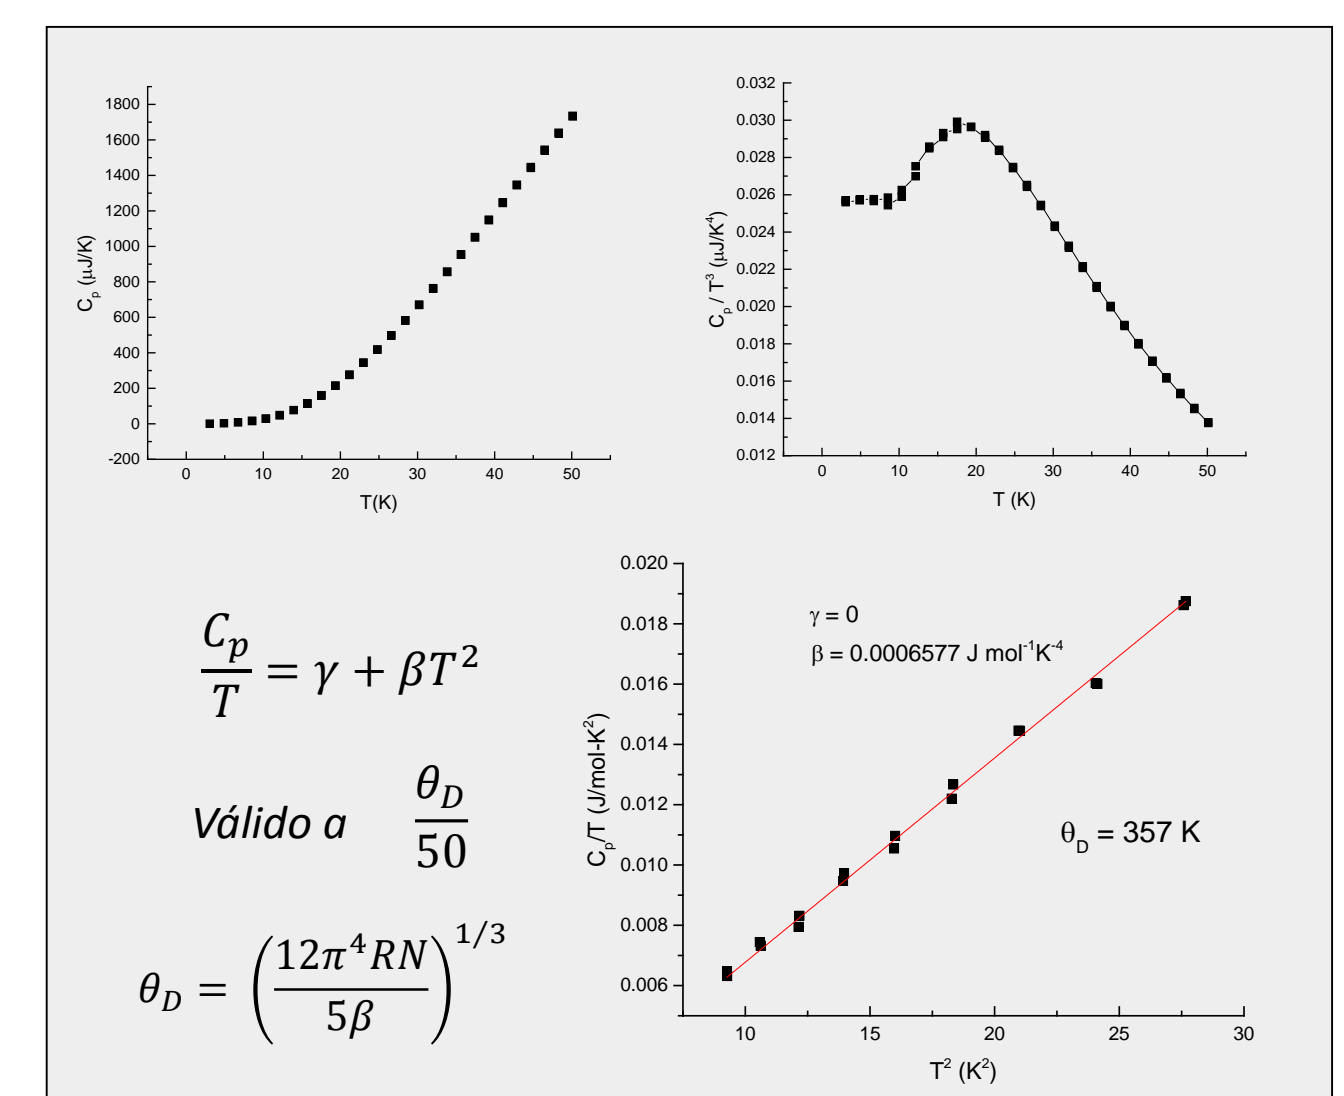 1800
1600
1400
1200
1000
800
600
400
200
0
-200
C_p (μJ/K)
0 10 20 30 40 50
T(K)
0.032
0.030
0.028
0.026
0.024
0.022
0.020
0.018
0.016
0.014
0.012
C_p / T^3 (μJ/K^4)
0 10 20 30 40 50
T (K)
C_p/T = γ + βT^2
Válido a θ_D/50
θ_D = (12π^4RN/5β)^1/3
0.020
0.018
0.016
0.014
0.012
0.010
0.008
0.006
C_p/T (J/mol-K^2)
γ = 0
β = 0.0006577 J mol^-1K^-4
θ_D = 357 K
10 15 20 25 30
T^2 (K^2)